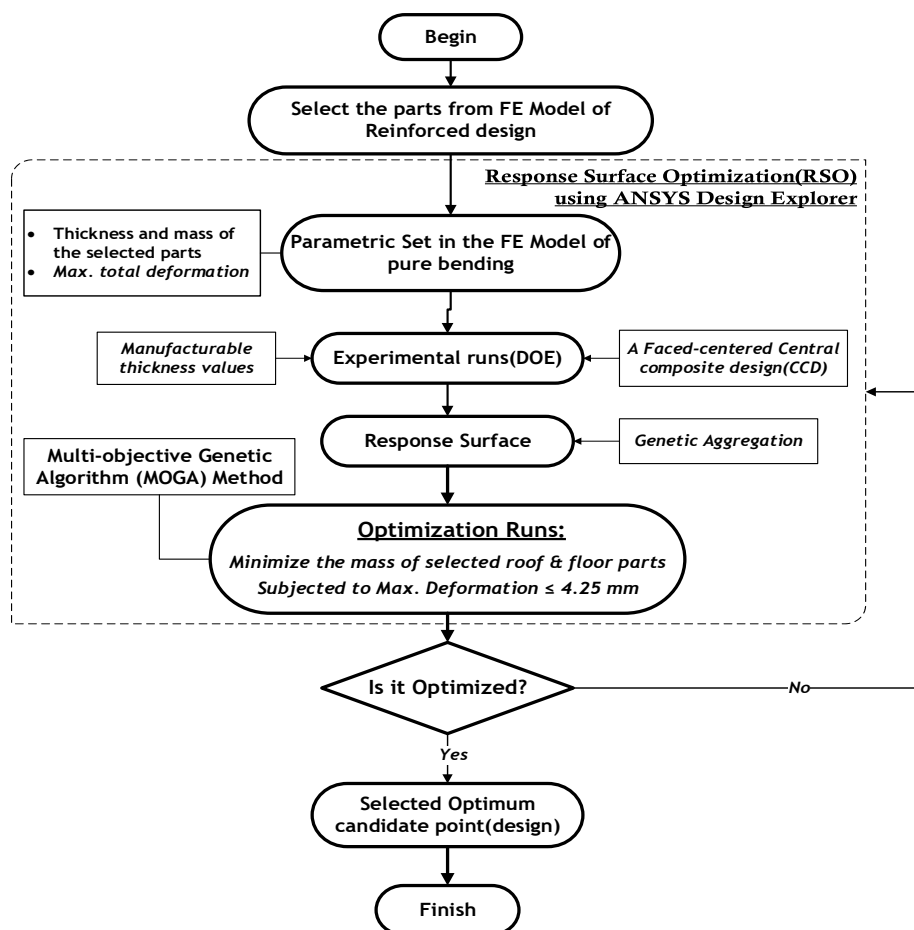 Begin
Select the parts from FE Model of
Reinforced design
Response Surface Optimization(RSO)
using ANSYS Design Explorer
• Thickness and mass of
the selected parts
• Max. total deformation
Parametric Set in the FE Model of
pure bending
Manufacturable
thickness values
Experimental runs(DOE)
A Faced-centered Central
composite design(CCD)
Response Surface
Genetic Aggregation
Multi-objective Genetic
Algorithm (MOGA) Method
Optimization Runs:
Minimize the mass of selected roof & floor parts
Subjected to Max. Deformation ≤ 4.25 mm
Is it Optimized?
No
Yes
Selected Optimum
candidate point(design)
Finish